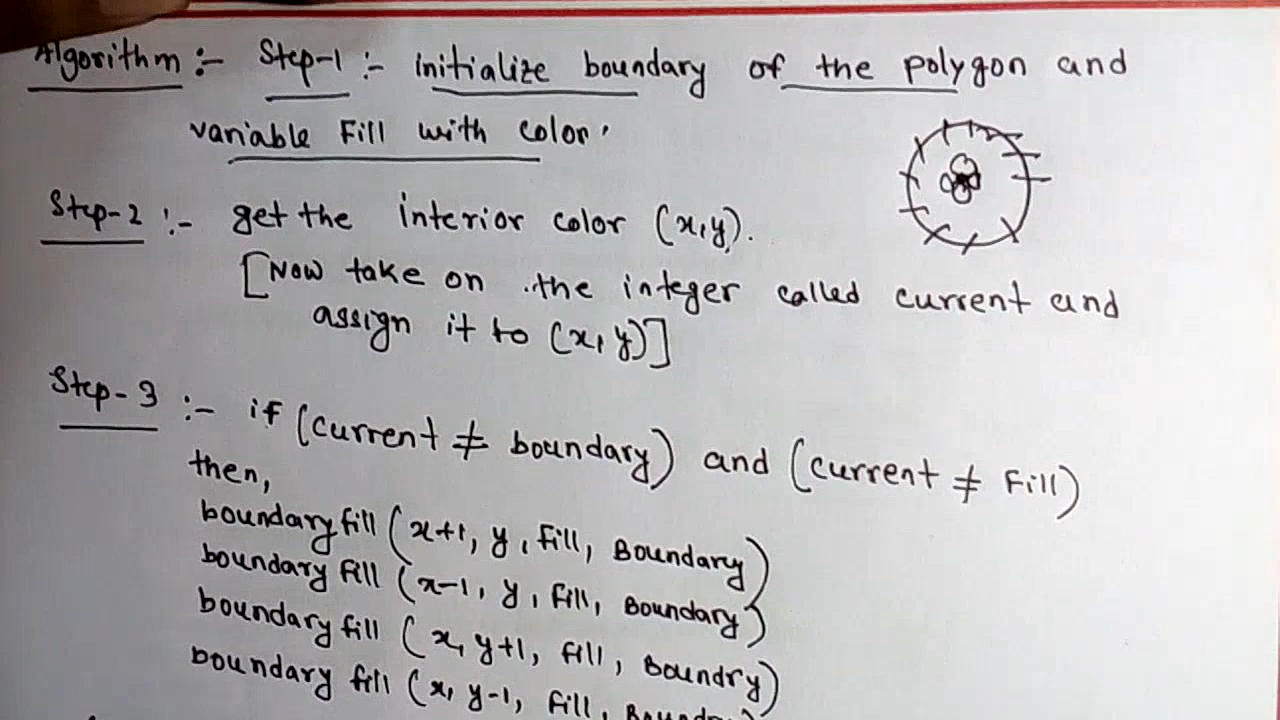 Algorithm :- Step-1 :- initialize boundary of the polygon and
variable Fill with color.
Step-2 :- get the interior color (x,y).
[Now take on the integer called current and
assign it to (x, y)]
Step-3 :- if (current ≠ boundary) and (current ≠ Fill)
then,
boundary fill (x+1, y, fill, Boundary)
boundary fill (x-1, y, fill, Boundary)
boundary fill (x, y+1, fill, Boundry)
boundary fill (x, y-1, fill,